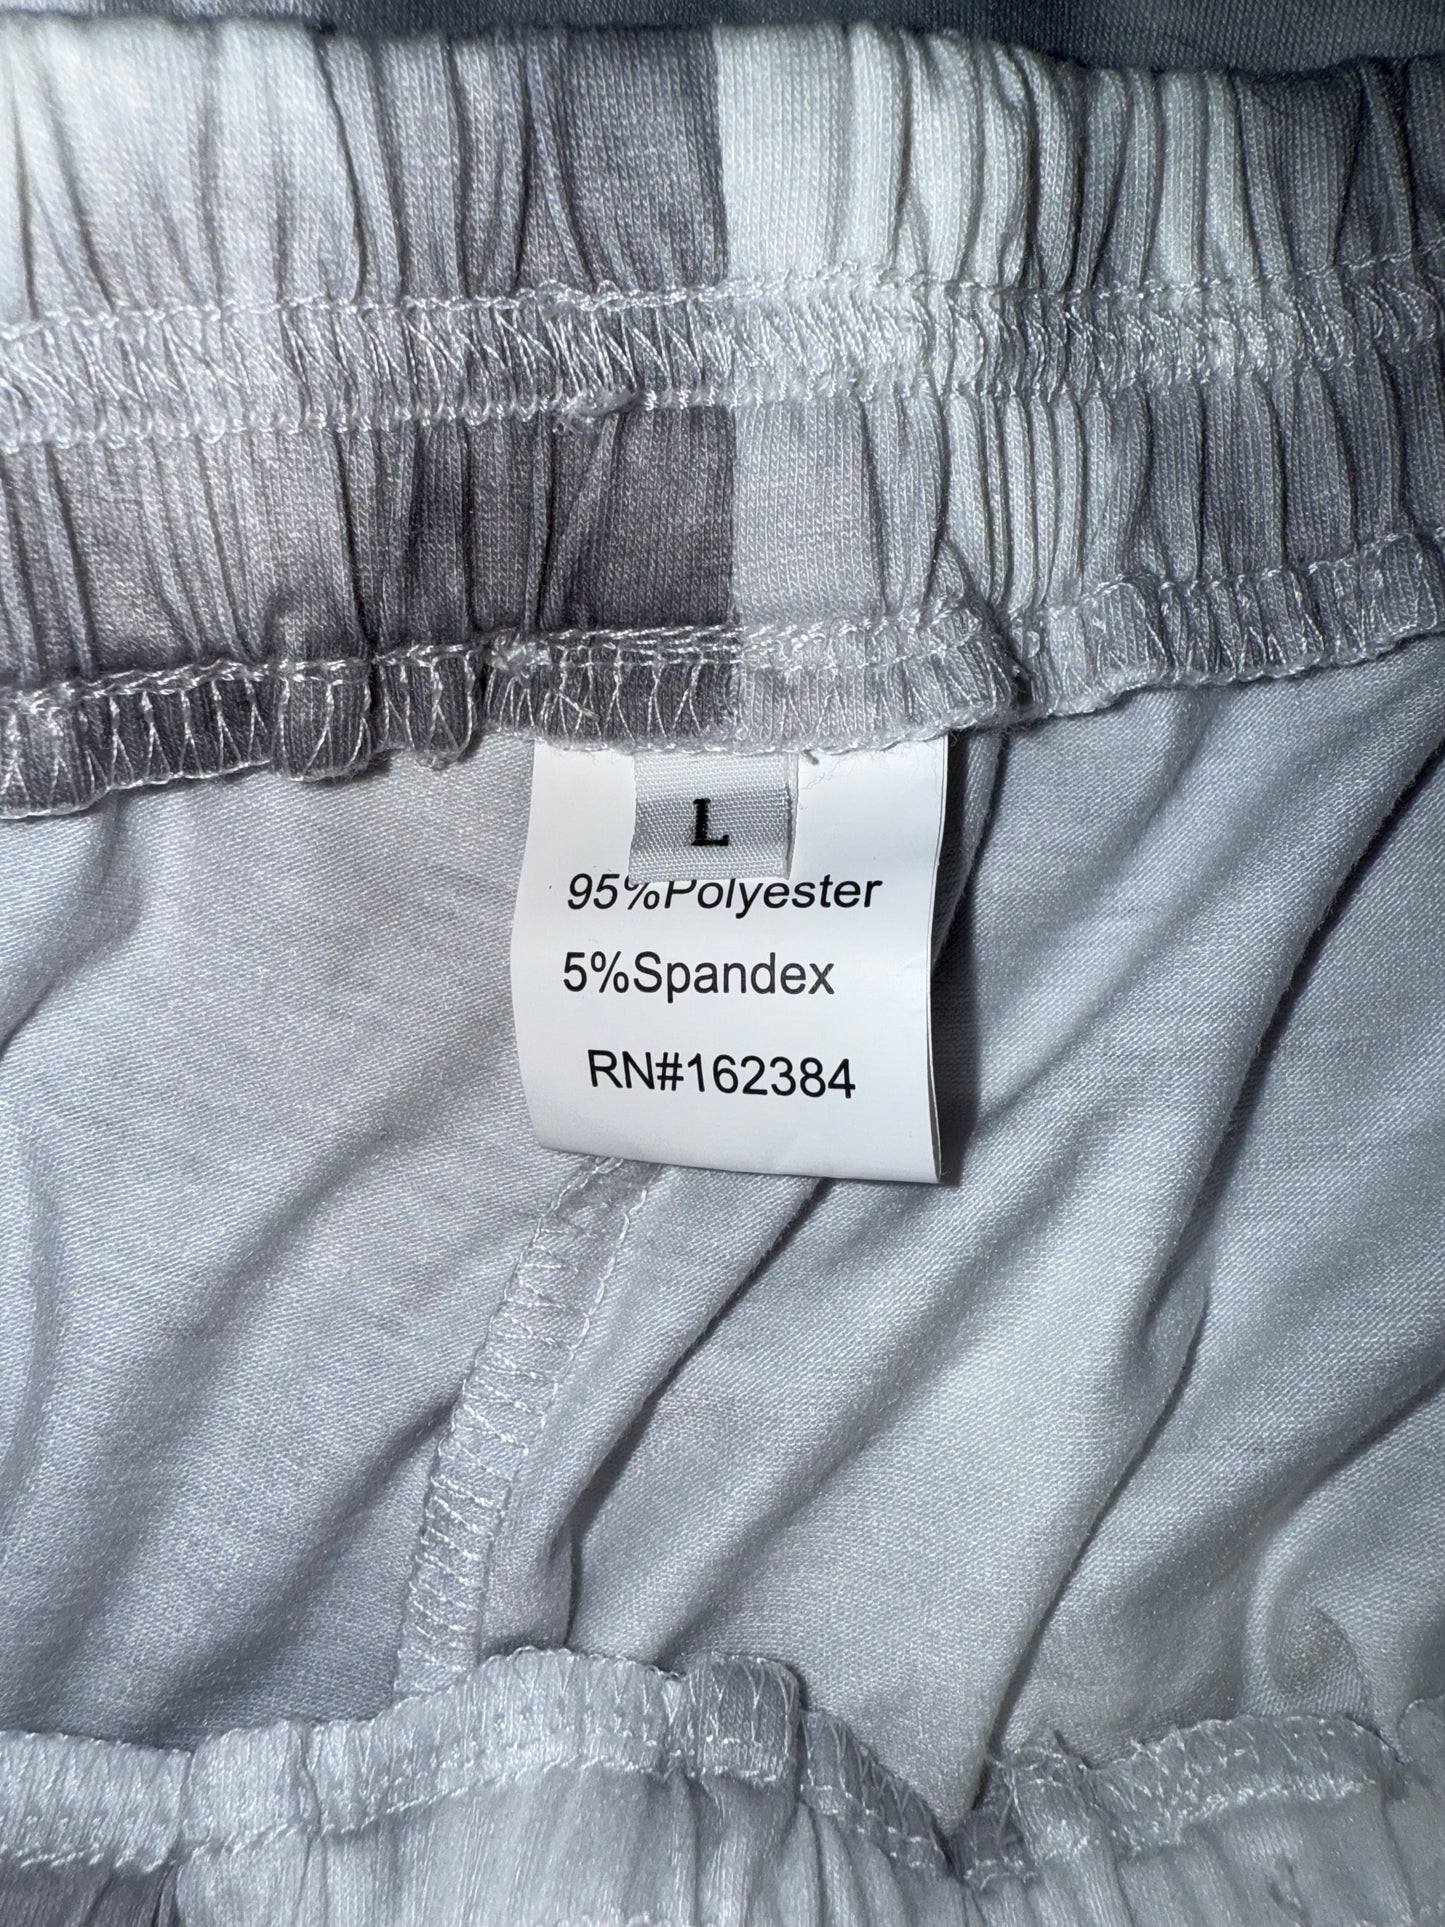 L
95%Polyester
5%Spandex
RN#162384